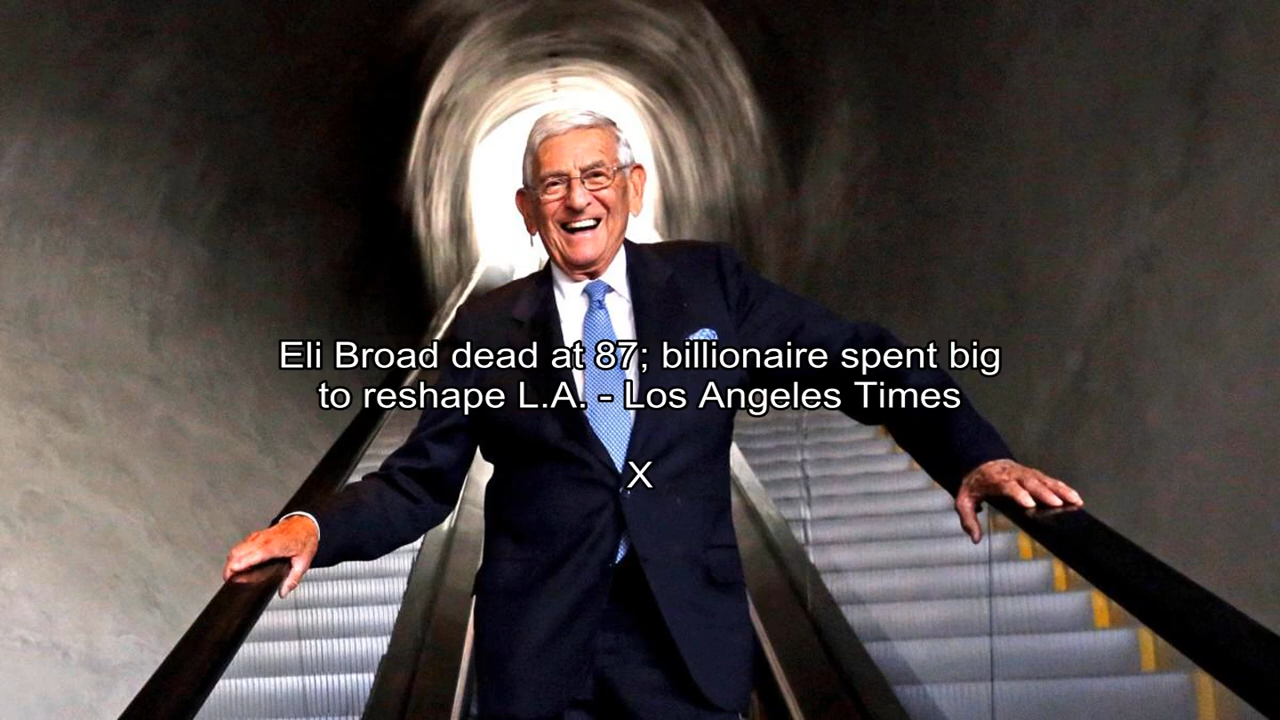 Eli Broad dead at 87; billionaire spent big
to reshape L.A. - Los Angeles Times
X